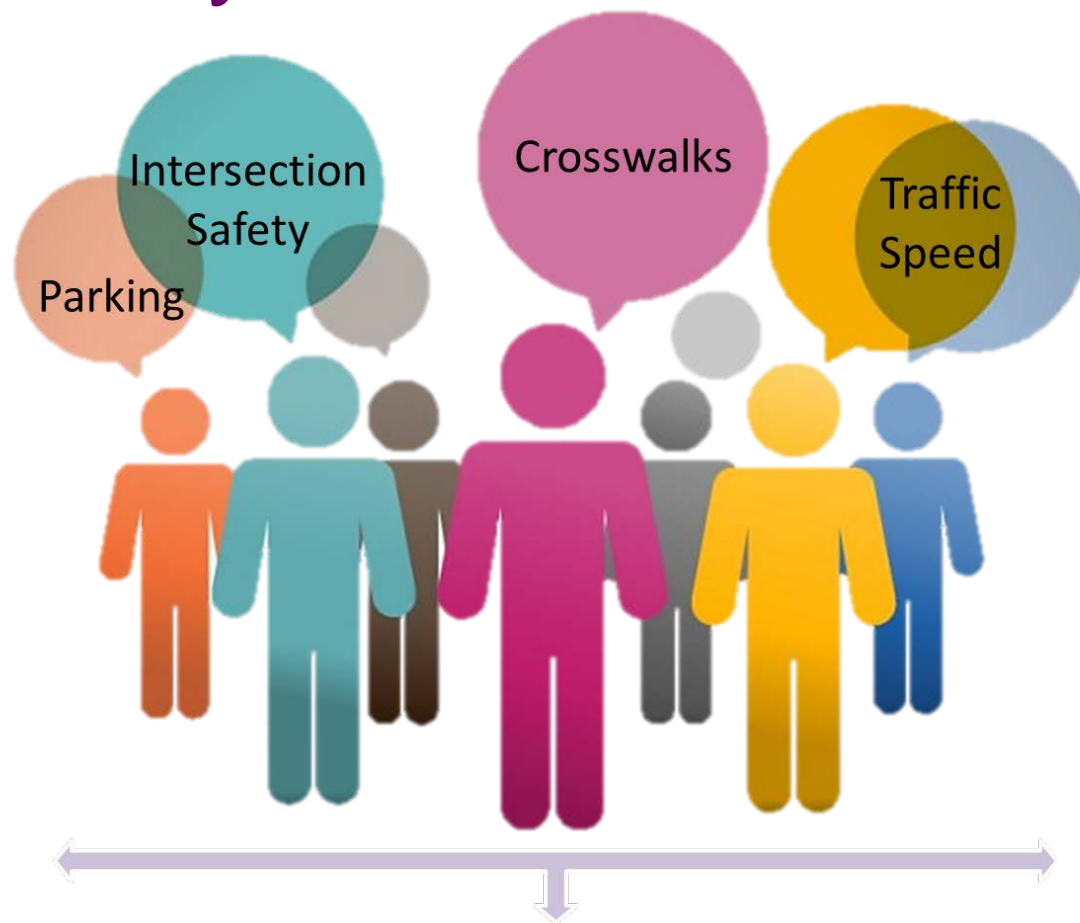 Intersection
Safety
Parking
Crosswalks
Traffic
Speed